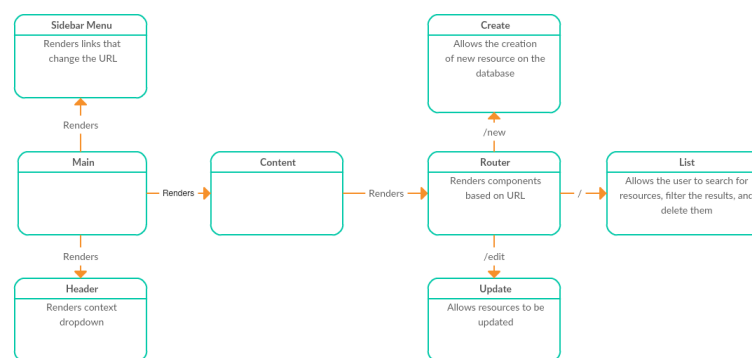 Sidebar Menu
Renders links that
change the URL
Create
Allows the creation
of new resource on the
database
Renders
/new
Main
Renders
Content
Renders
Router
Renders components
based on URL
/
List
Allows the user to search for
resources, filter the results, and
delete them
Renders
/edit
Header
Renders context
dropdown
Update
Allows resources to be
updated